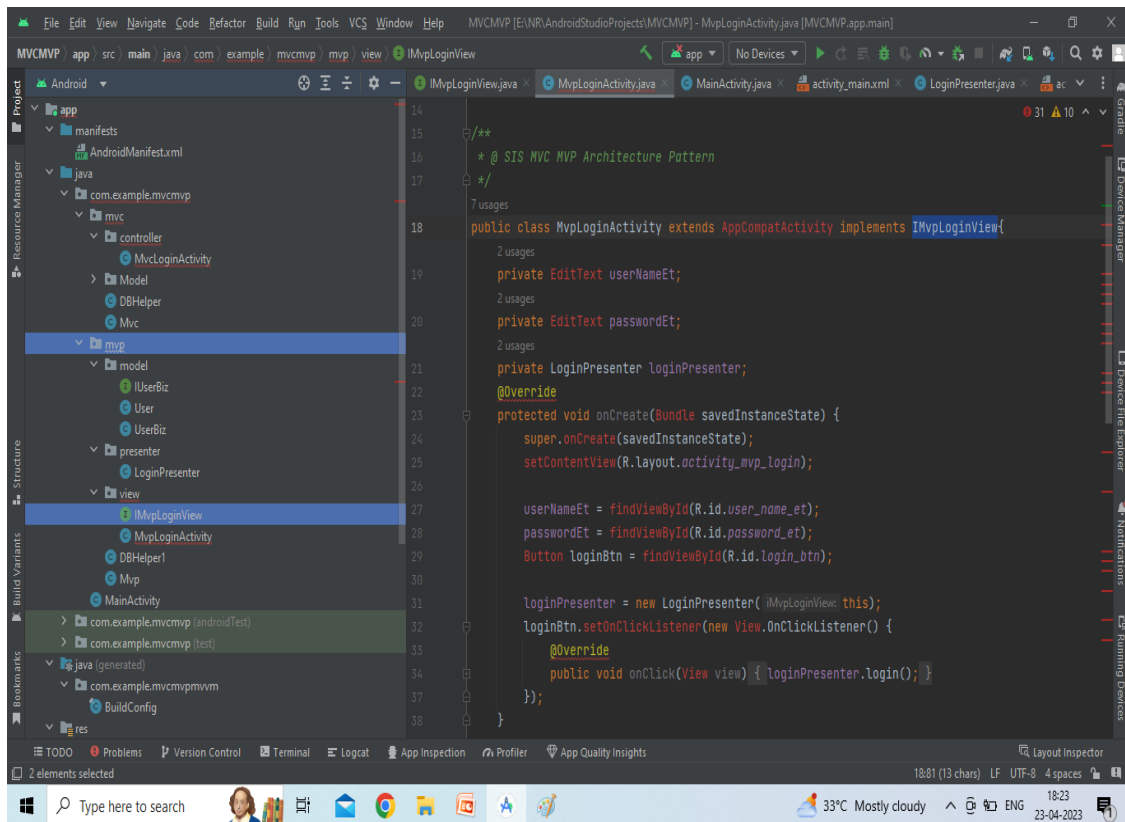 File Edit View Navigate Code Refactor Build Run Tools VCS Window Help MVCMVP [E:\NR\AndroidStudioProjects\MVCMVP] - MvpLoginActivity.java [MVCMVP.app.main]
MVCMVP app src main java com example mvcmvp mvp view IMvpLoginView app No Devices
Android
IMvpLoginView.java MvpLoginActivity.java MainActivity.java activity_main.xml LoginPresenter.java ac
Project
Resource Manager
Structure
Build Variants
Bookmarks
app
manifests
AndroidManifest.xml
java
com.example.mvcmvp
mvc
controller
MvcLoginActivity
Model
DBHelper
Mvc
mvp
model
IUserBiz
User
UserBiz
presenter
LoginPresenter
view
IMvpLoginView
MvpLoginActivity
DBHelper1
Mvp
MainActivity
com.example.mvcmvp (androidTest)
com.example.mvcmvp (test)
java (generated)
com.example.mvcmvpmvvm
BuildConfig
res
31 10
14
15 /**
16 * @ SIS MVC MVP Architecture Pattern
17 */
7 usages
18 public class MvpLoginActivity extends AppCompatActivity implements IMvpLoginView{
2 usages
19 private EditText userNameEt;
2 usages
20 private EditText passwordEt;
2 usages
21 private LoginPresenter loginPresenter;
22 @Override
23 protected void onCreate(Bundle savedInstanceState) {
24 super.onCreate(savedInstanceState);
25 setContentView(R.layout.activity_mvp_login);
26
27 userNameEt = findViewById(R.id.user_name_et);
28 passwordEt = findViewById(R.id.password_et);
29 Button loginBtn = findViewById(R.id.login_btn);
30
31 loginPresenter = new LoginPresenter( iMvpLoginView: this);
32 loginBtn.setOnClickListener(new View.OnClickListener() {
33 @Override
34 public void onClick(View view) { loginPresenter.login(); }
37 });
38 }
Gradle
Device Manager
Device File Explorer
Notifications
Running Devices
TODO Problems Version Control Terminal Logcat App Inspection Profiler App Quality Insights Layout Inspector
2 elements selected 18:81 (13 chars) LF UTF-8 4 spaces
Type here to search 33°C Mostly cloudy ENG 18:23
23-04-2023
1